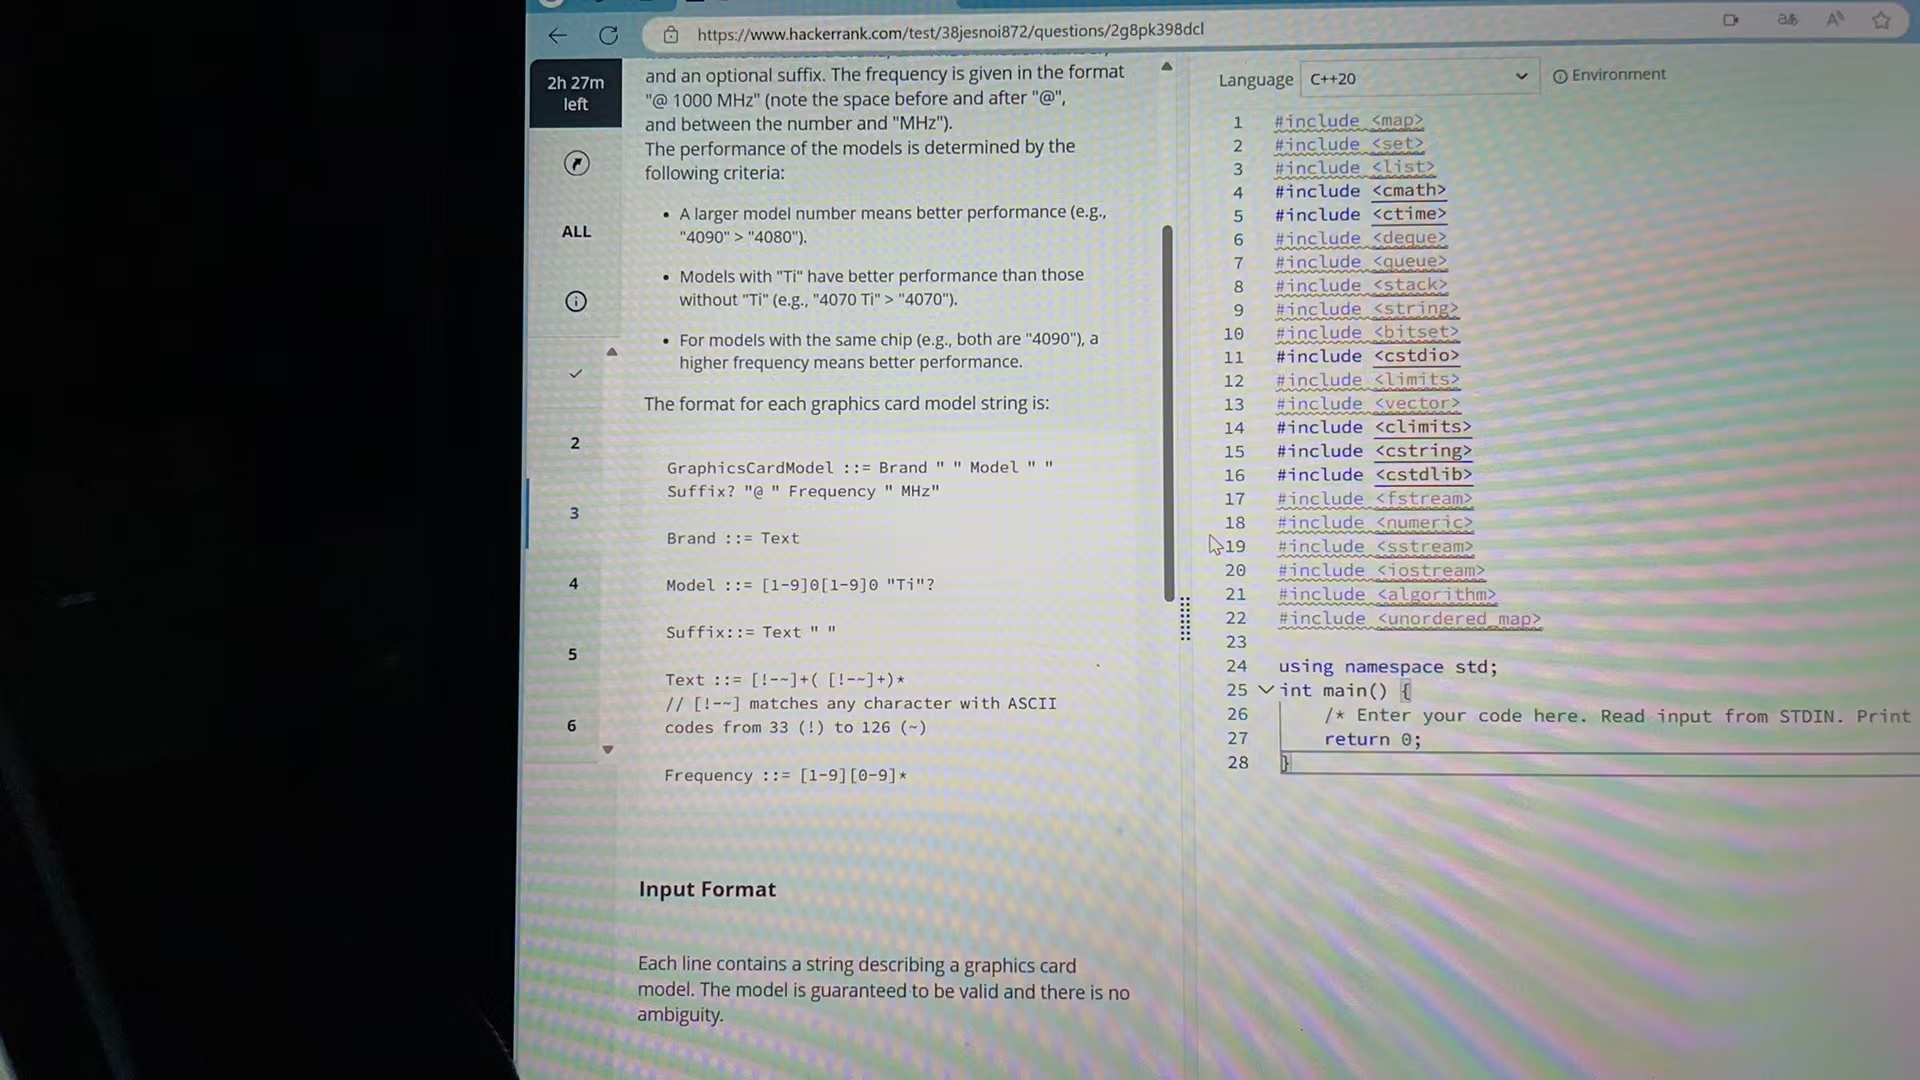 https://www.hackerrank.com/test/38jesnoi872/questions/2g8pk398dcl
2h 27m
left
ALL
2
3
4
5
6
and an optional suffix. The frequency is given in the format
"@ 1000 MHz" (note the space before and after "@",
and between the number and "MHz").
The performance of the models is determined by the
following criteria:
• A larger model number means better performance (e.g.,
"4090" > "4080").
• Models with "Ti" have better performance than those
without "Ti" (e.g., "4070 Ti" > "4070").
• For models with the same chip (e.g., both are "4090"), a
higher frequency means better performance.
The format for each graphics card model string is:
GraphicsCardModel ::= Brand " " Model " "
Suffix? "@ " Frequency " MHz"
Brand ::= Text
Model ::= [1-9]0[1-9]0 "Ti"?
Suffix::= Text " "
Text ::= [!-~]+( [!-~]+)*
// [!-~] matches any character with ASCII
codes from 33 (!) to 126 (~)
Frequency ::= [1-9][0-9]*
Input Format
Each line contains a string describing a graphics card
model. The model is guaranteed to be valid and there is no
ambiguity.
Language C++20 Environment
1 #include <map>
2 #include <set>
3 #include <list>
4 #include <cmath>
5 #include <ctime>
6 #include <deque>
7 #include <queue>
8 #include <stack>
9 #include <string>
10 #include <bitset>
11 #include <cstdio>
12 #include <limits>
13 #include <vector>
14 #include <climits>
15 #include <cstring>
16 #include <cstdlib>
17 #include <fstream>
18 #include <numeric>
19 #include <sstream>
20 #include <iostream>
21 #include <algorithm>
22 #include <unordered_map>
23
24 using namespace std;
25 int main() {
26 /* Enter your code here. Read input from STDIN. Print
27 return 0;
28 }